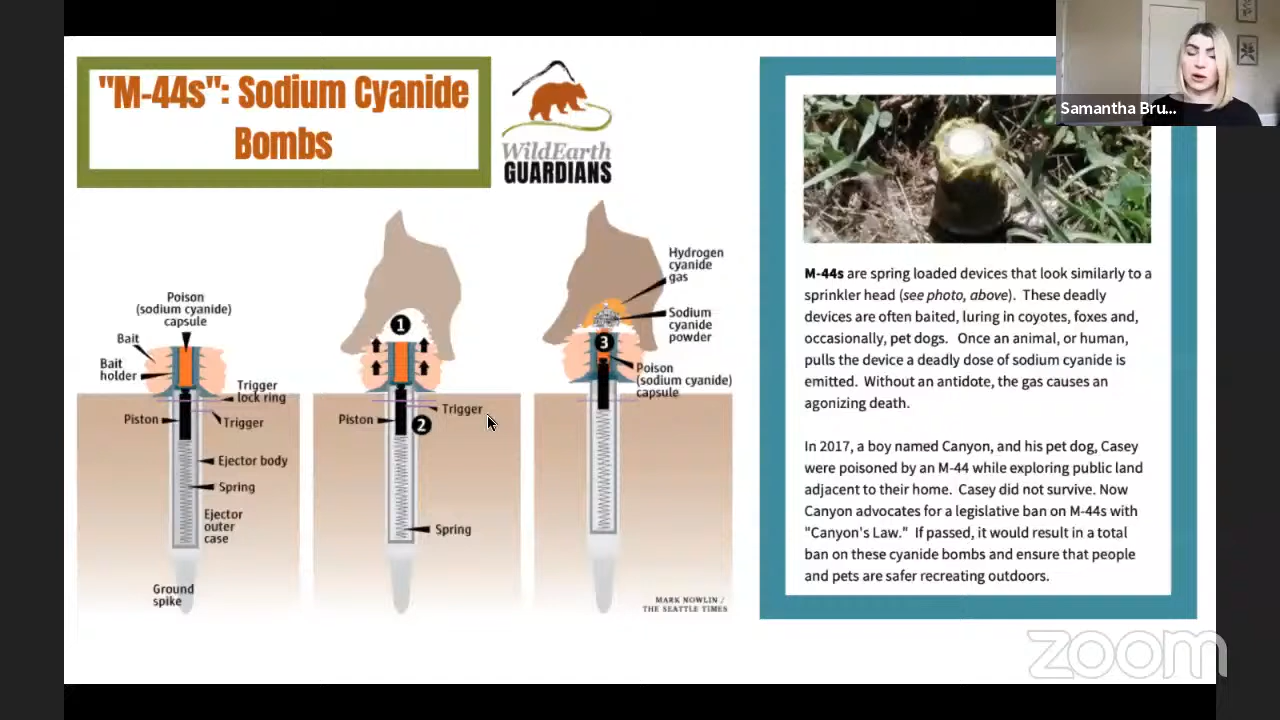 "M-44s": Sodium Cyanide
Bombs
WildEarth
GUARDIANS
Samantha Bru...
Poison
(sodium cyanide)
capsule
Bait
Bait
holder
Trigger
lock ring
Piston
Trigger
Ejector body
Spring
Ejector
outer
case
Ground
spike
1
Trigger
Piston
2
Spring
Hydrogen
cyanide
gas
Sodium
cyanide
powder
3
Poison
(sodium cyanide)
capsule
MARK NOWLIN /
THE SEATTLE TIMES
M-44s are spring loaded devices that look similarly to a
sprinkler head (see photo, above). These deadly
devices are often baited, luring in coyotes, foxes and,
occasionally, pet dogs. Once an animal, or human,
pulls the device a deadly dose of sodium cyanide is
emitted. Without an antidote, the gas causes an
agonizing death.
In 2017, a boy named Canyon, and his pet dog, Casey
were poisoned by an M-44 while exploring public land
adjacent to their home. Casey did not survive. Now
Canyon advocates for a legislative ban on M-44s with
"Canyon's Law." If passed, it would result in a total
ban on these cyanide bombs and ensure that people
and pets are safer recreating outdoors.
zoom